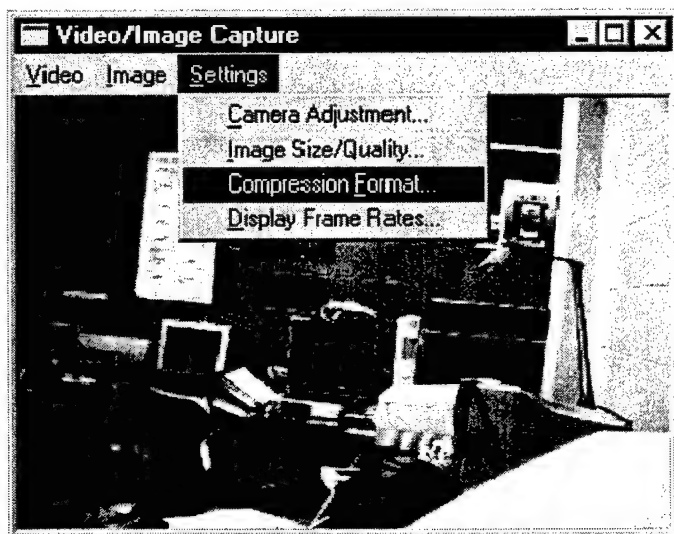 Video/Image Capture
Video Image Settings
Camera Adjustment...
Image Size/Quality...
Compression Format...
Display Frame Rates...